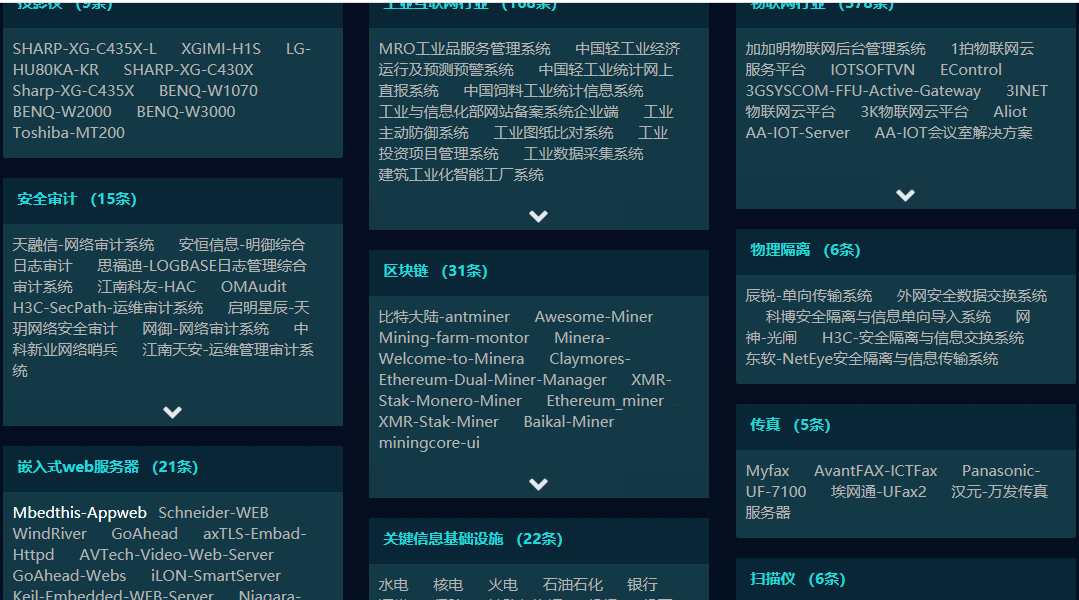 投影仪 (9条)
SHARP-XG-C435X-L XGIMI-H1S LG-
HU80KA-KR SHARP-XG-C430X
Sharp-XG-C435X BENQ-W1070
BENQ-W2000 BENQ-W3000
Toshiba-MT200
安全审计 (15条)
天融信-网络审计系统 安恒信息-明御综合
日志审计 思福迪-LOGBASE日志管理综合
审计系统 江南科友-HAC OMAudit
H3C-SecPath-运维审计系统 启明星辰-天
玥网络安全审计 网御-网络审计系统 中
科新业网络哨兵 江南天安-运维管理审计系
统
嵌入式web服务器 (21条)
Mbedthis-Appweb Schneider-WEB
WindRiver GoAhead axTLS-Embad-
Httpd AVTech-Video-Web-Server
GoAhead-Webs iLON-SmartServer
Keil-Embedded-WEB-Server Niagara-
工业互联网行业 (168条)
MRO工业品服务管理系统 中国轻工业经济
运行及预测预警系统 中国轻工业统计网上
直报系统 中国饲料工业统计信息系统
工业与信息化部网站备案系统企业端 工业
主动防御系统 工业图纸比对系统 工业
投资项目管理系统 工业数据采集系统
建筑工业化智能工厂系统
区块链 (31条)
比特大陆-antminer Awesome-Miner
Mining-farm-montor Minera-
Welcome-to-Minera Claymores-
Ethereum-Dual-Miner-Manager XMR-
Stak-Monero-Miner Ethereum_miner
XMR-Stak-Miner Baikal-Miner
miningcore-ui
关键信息基础设施 (22条)
水电 核电 火电 石油石化 银行
物联网行业 (378条)
加加明物联网后台管理系统 1拍物联网云
服务平台 IOTSOFTVN EControl
3GSYSCOM-FFU-Active-Gateway 3INET
物联网云平台 3K物联网云平台 Aliot
AA-IOT-Server AA-IOT会议室解决方案
物理隔离 (6条)
辰锐-单向传输系统 外网安全数据交换系统
科博安全隔离与信息单向导入系统 网
神-光闸 H3C-安全隔离与信息交换系统
东软-NetEye安全隔离与信息传输系统
传真 (5条)
Myfax AvantFAX-ICTFax Panasonic-
UF-7100 埃网通-UFax2 汉元-万发传真
服务器
扫描仪 (6条)